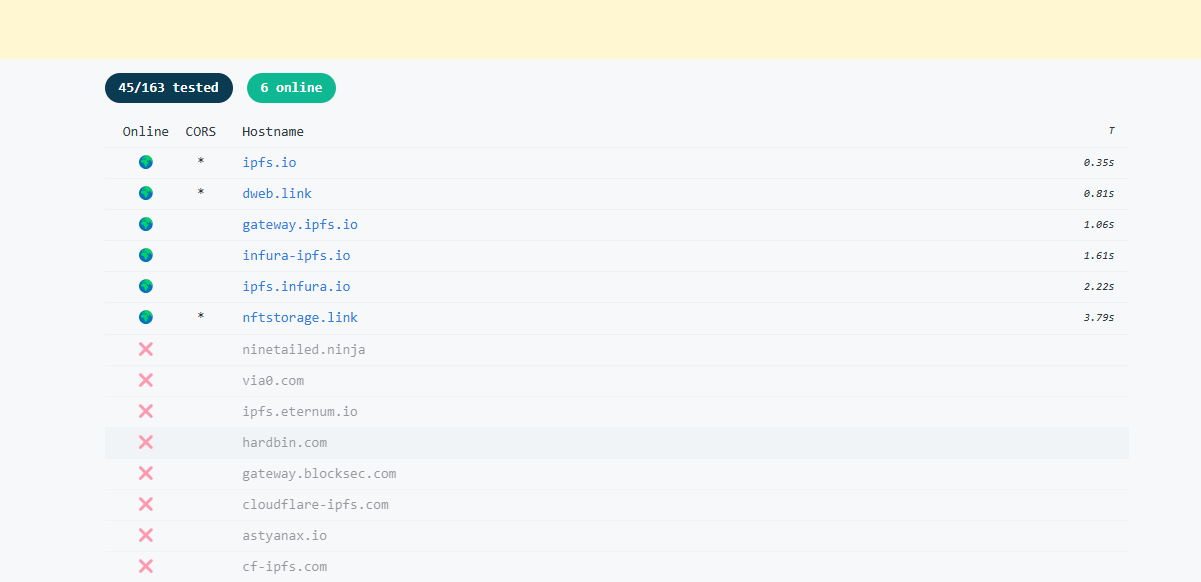 45/163 tested 6 online
Online CORS Hostname T
* ipfs.io 0.35s
* dweb.link 0.81s
gateway.ipfs.io 1.06s
infura-ipfs.io 1.61s
ipfs.infura.io 2.22s
* nftstorage.link 3.79s
ninetailed.ninja
via0.com
ipfs.eternum.io
hardbin.com
gateway.blocksec.com
cloudflare-ipfs.com
astyanax.io
cf-ipfs.com